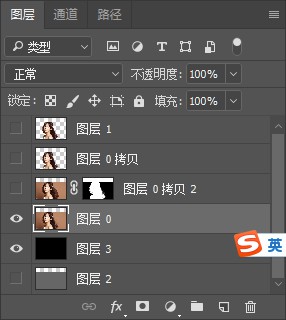 图层 通道 路径
类型
正常 不透明度: 100%
锁定: 填充: 100%
图层 1
图层 0 拷贝
图层 0 拷贝 2
图层 0
S 英
图层 3
图层 2
fx